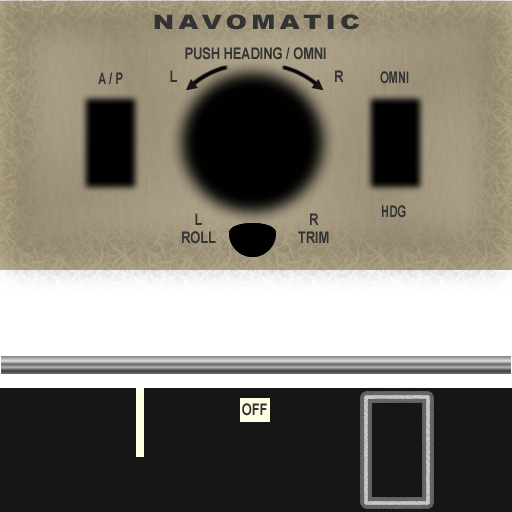 NAVOMATIC
PUSH HEADING / OMNI
A / P
L
R
OMNI
HDG
L
ROLL
R
TRIM
OFF